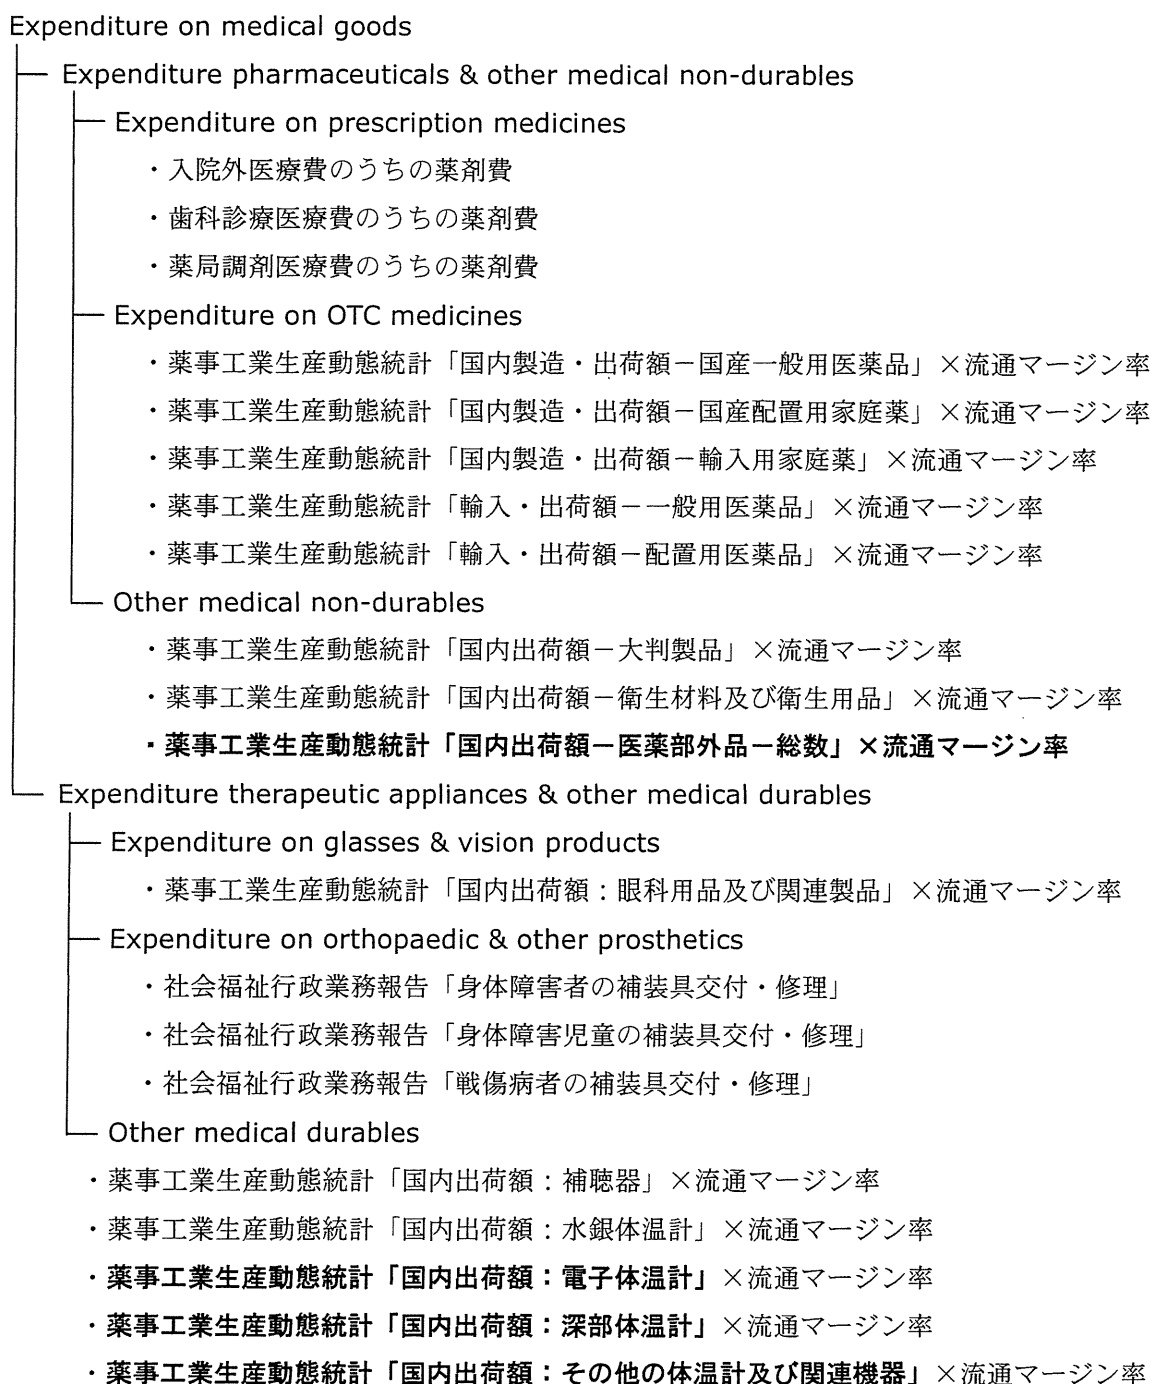 Expenditure on medical goods
Expenditure pharmaceuticals & other medical non-durables
Expenditure on prescription medicines
・入院外医療費のうちの薬剤費
・歯科診療医療費のうちの薬剤費
・薬局調剤医療費のうちの薬剤費
Expenditure on OTC medicines
・薬事工業生産動態統計「国内製造・出荷額－国産一般用医薬品」×流通マージン率
・薬事工業生産動態統計「国内製造・出荷額－国産配置用家庭薬」×流通マージン率
・薬事工業生産動態統計「国内製造・出荷額－輸入用家庭薬」×流通マージン率
・薬事工業生産動態統計「輸入・出荷額－一般用医薬品」×流通マージン率
・薬事工業生産動態統計「輸入・出荷額－配置用医薬品」×流通マージン率
Other medical non-durables
・薬事工業生産動態統計「国内出荷額－大判製品」×流通マージン率
・薬事工業生産動態統計「国内出荷額－衛生材料及び衛生用品」×流通マージン率
・薬事工業生産動態統計「国内出荷額－医薬部外品－総数」×流通マージン率
Expenditure therapeutic appliances & other medical durables
Expenditure on glasses & vision products
・薬事工業生産動態統計「国内出荷額：眼科用品及び関連製品」×流通マージン率
Expenditure on orthopaedic & other prosthetics
・社会福祉行政業務報告「身体障害者の補装具交付・修理」
・社会福祉行政業務報告「身体障害児童の補装具交付・修理」
・社会福祉行政業務報告「戦傷病者の補装具交付・修理」
Other medical durables
・薬事工業生産動態統計「国内出荷額：補聴器」×流通マージン率
・薬事工業生産動態統計「国内出荷額：水銀体温計」×流通マージン率
・薬事工業生産動態統計「国内出荷額：電子体温計」×流通マージン率
・薬事工業生産動態統計「国内出荷額：深部体温計」×流通マージン率
・薬事工業生産動態統計「国内出荷額：その他の体温計及び関連機器」×流通マージン率